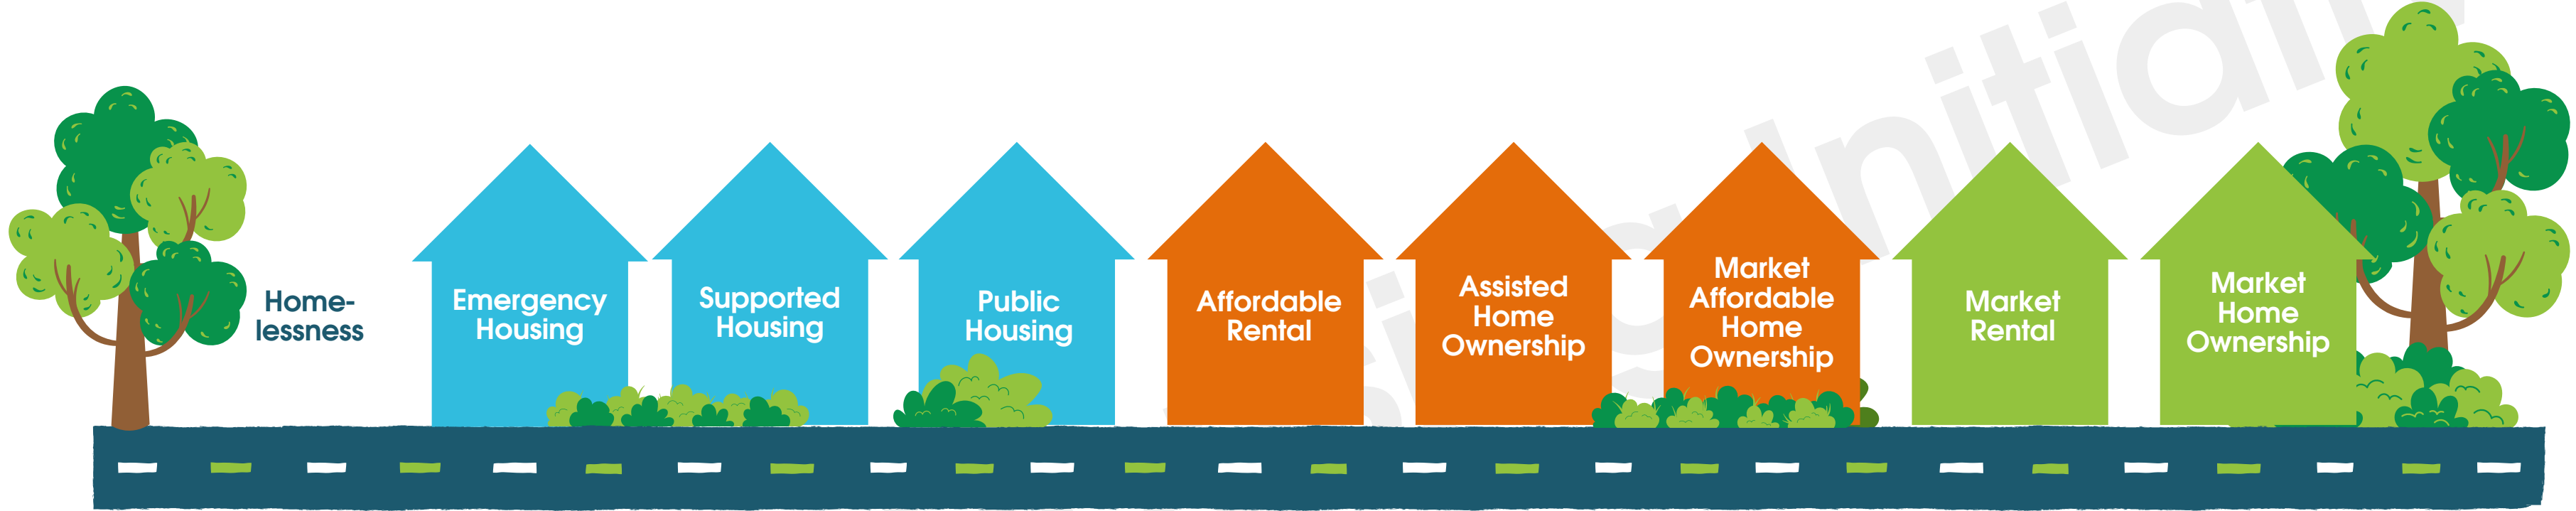 Home-
lessness
Emergency
Housing
Supported
Housing
Public
Housing
Affordable
Rental
Assisted
Home
Ownership
Market
Affordable
Home
Ownership
Market
Rental
Market
Home
Ownership